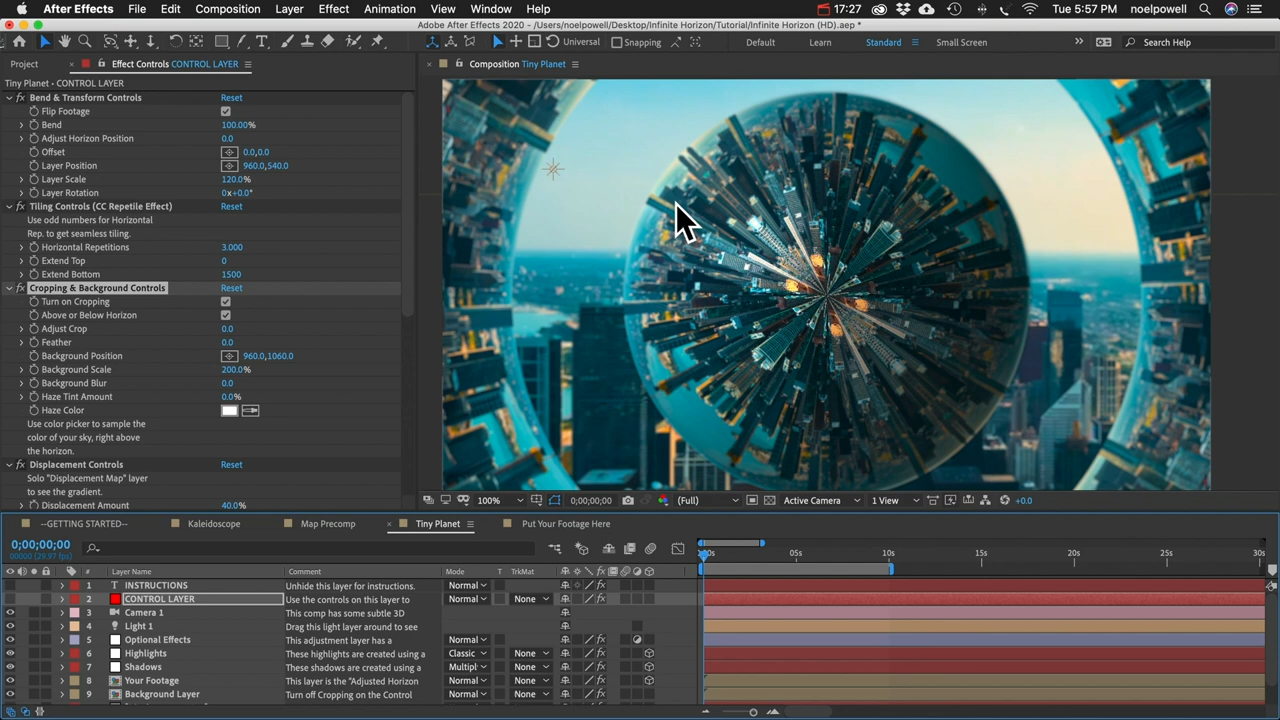 After Effects File Edit Composition Layer Effect Animation View Window Help 17:27 Tue 5:57 PM noelpowell
Adobe After Effects 2020 - /Users/noelpowell/Desktop/Infinite Horizon/Tutorial/Infinite Horizon (HD).aep *
Universal Snapping Default Learn Standard Small Screen Search Help
Project Effect Controls CONTROL LAYER Composition Tiny Planet
Tiny Planet • CONTROL LAYER
fx Bend & Transform Controls Reset
Flip Footage
Bend 100.00%
Adjust Horizon Position 0.0
Offset 0.0,0.0
Layer Position 960.0,540.0
Layer Scale 120.0%
Layer Rotation 0x+0.0°
fx Tiling Controls (CC Repetile Effect) Reset
Use odd numbers for Horizontal
Rep. to get seamless tiling.
Horizontal Repetitions 3.000
Extend Top 0
Extend Bottom 1500
fx Cropping & Background Controls Reset
Turn on Cropping
Above or Below Horizon
Adjust Crop 0.0
Feather 0.0
Background Position 960.0,1060.0
Background Scale 200.0%
Background Blur 0.0
Haze Tint Amount 0.0%
Haze Color
Use color picker to sample the
color of your sky, right above
the horizon.
fx Displacement Controls Reset
Solo "Displacement Map" layer
to see the gradient.
Displacement Amount 40.0%
100% 0;00;00;00 (Full) Active Camera 1 View +0.0
--GETTING STARTED-- Kaleidoscope Map Precomp Tiny Planet Put Your Footage Here
0;00;00;00
00000 (29.97 fps)
05s 10s 15s 20s 25s 30s
# Layer Name Comment Mode T TrkMat
1 T INSTRUCTIONS Unhide this layer for instructions. Normal
2 CONTROL LAYER Use the controls on this layer to Normal None
3 Camera 1 This comp has some subtle 3D
4 Light 1 Drag this light layer around to see
5 Optional Effects This adjustment layer has a Normal
6 Highlights These highlights are created using a Classic None
7 Shadows These shadows are created using a Multipl None
8 Your Footage This layer is the "Adjusted Horizon Normal None
9 Background Layer Turn off Cropping on the Control Normal None